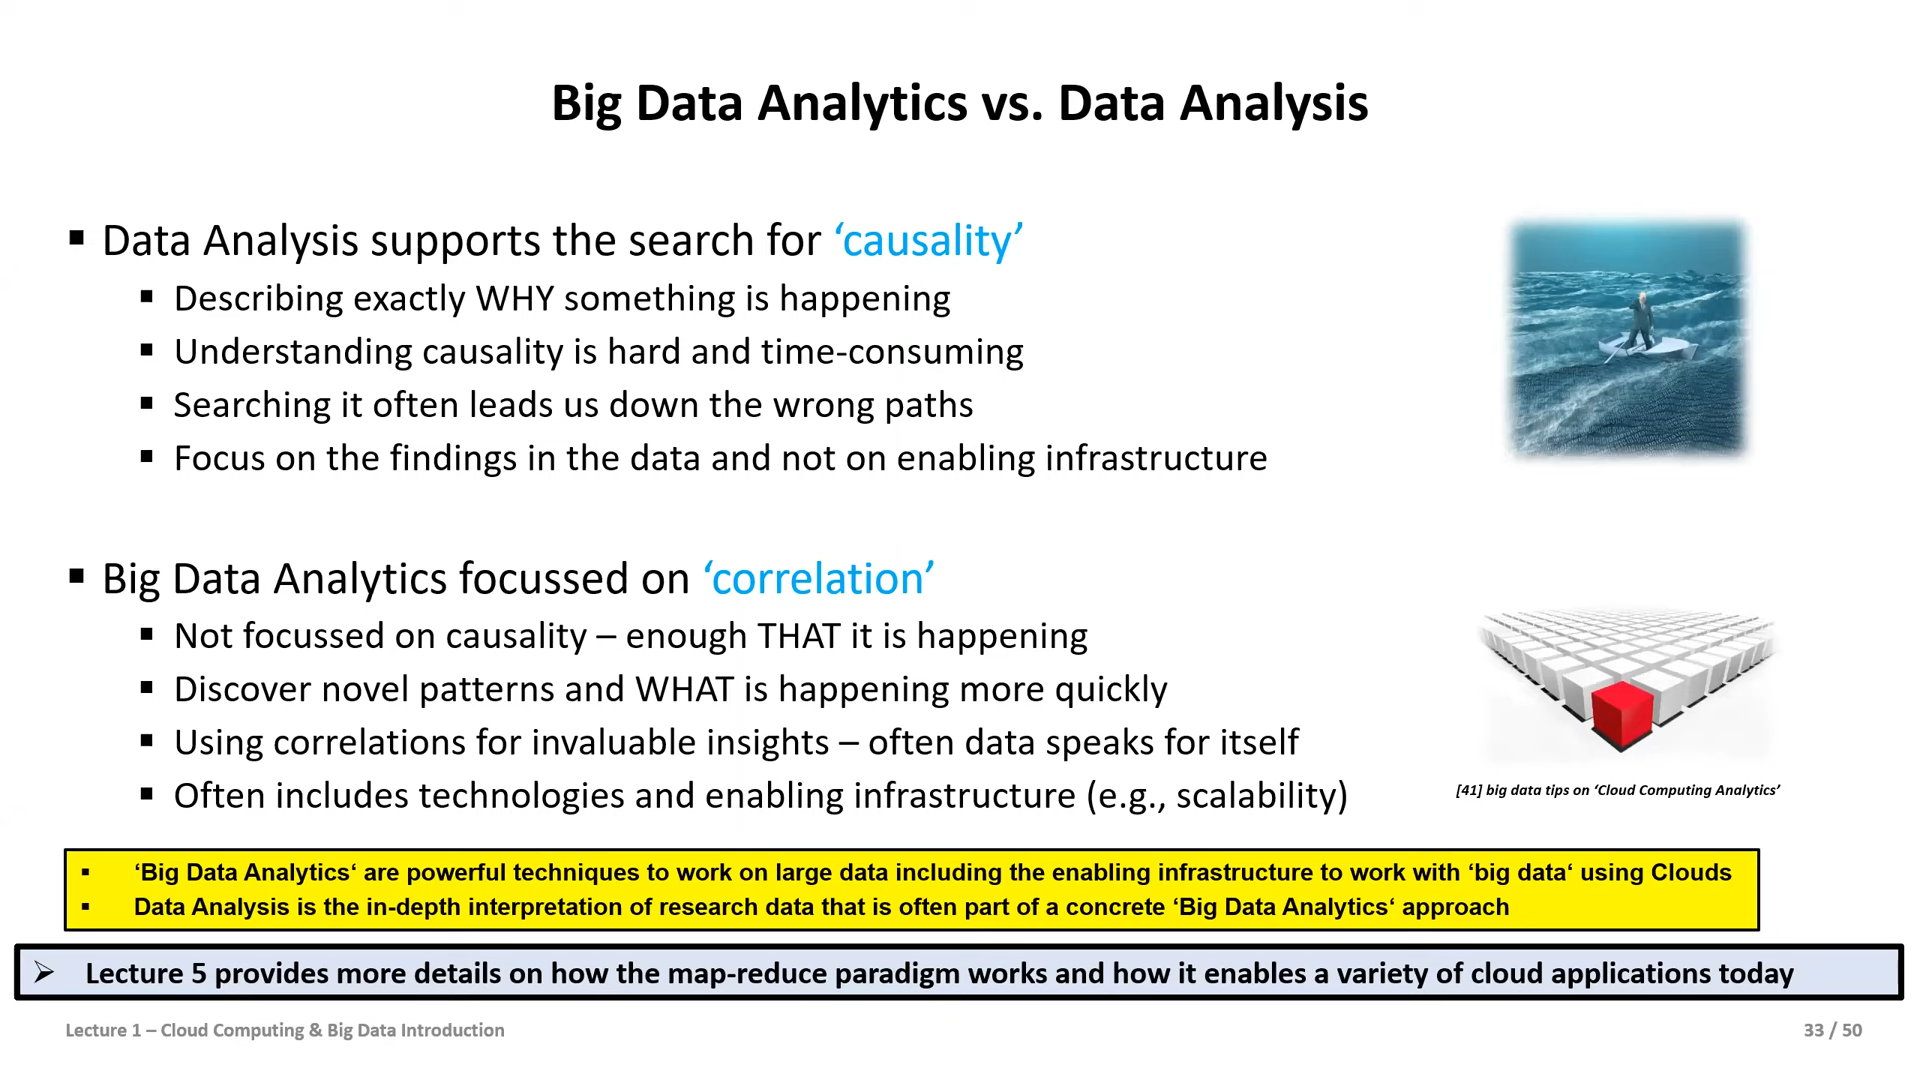 Big Data Analytics vs. Data Analysis
▪ Data Analysis supports the search for ‘causality’
▪ Describing exactly WHY something is happening
▪ Understanding causality is hard and time-consuming
▪ Searching it often leads us down the wrong paths
▪ Focus on the findings in the data and not on enabling infrastructure
▪ Big Data Analytics focussed on ‘correlation’
▪ Not focussed on causality – enough THAT it is happening
▪ Discover novel patterns and WHAT is happening more quickly
▪ Using correlations for invaluable insights – often data speaks for itself
▪ Often includes technologies and enabling infrastructure (e.g., scalability)
[41] big data tips on ‘Cloud Computing Analytics’
▪ ‘Big Data Analytics‘ are powerful techniques to work on large data including the enabling infrastructure to work with ‘big data‘ using Clouds
▪ Data Analysis is the in-depth interpretation of research data that is often part of a concrete ‘Big Data Analytics‘ approach
➢ Lecture 5 provides more details on how the map-reduce paradigm works and how it enables a variety of cloud applications today
Lecture 1 – Cloud Computing & Big Data Introduction
33 / 50